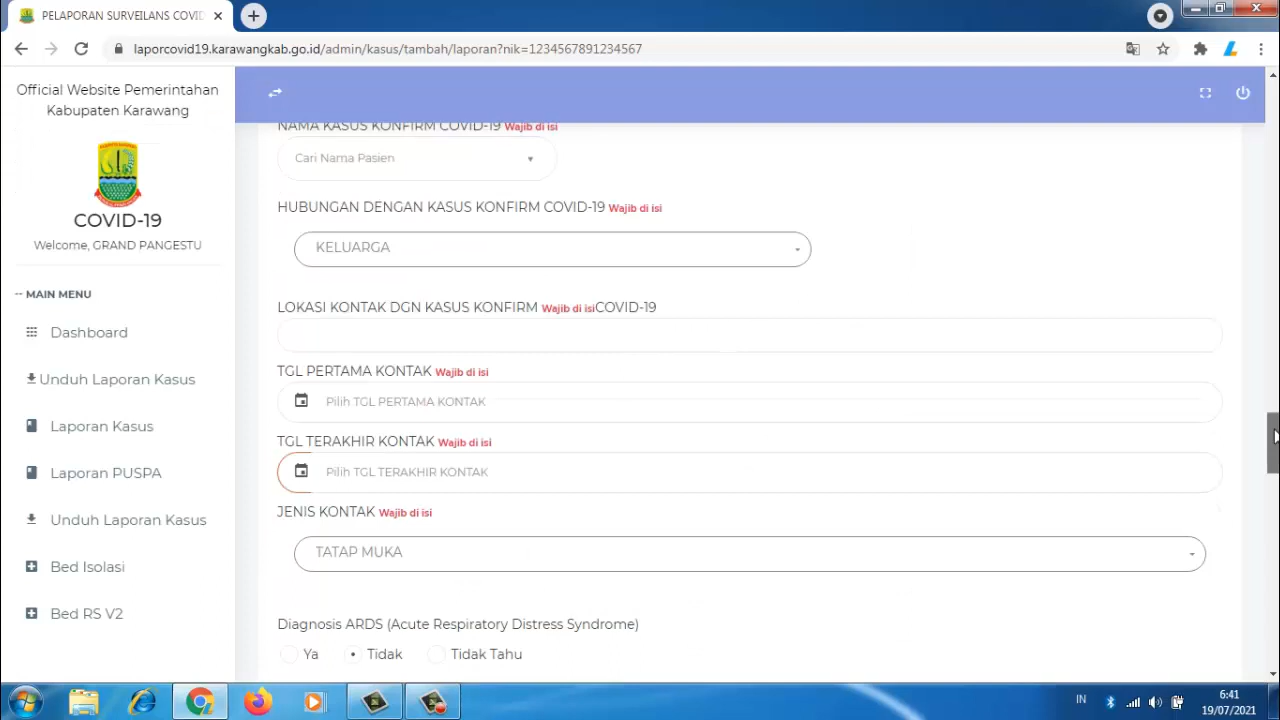 PELAPORAN SURVEILANS COVID
laporcovid19.karawangkab.go.id/admin/kasus/tambah/laporan?nik=1234567891234567
Official Website Pemerintahan
Kabupaten Karawang
COVID-19
Welcome, GRAND PANGESTU
-- MAIN MENU
Dashboard
Unduh Laporan Kasus
Laporan Kasus
Laporan PUSPA
Unduh Laporan Kasus
Bed Isolasi
Bed RS V2
NAMA KASUS KONFIRM COVID-19 Wajib di isi
Cari Nama Pasien
HUBUNGAN DENGAN KASUS KONFIRM COVID-19 Wajib di isi
KELUARGA
LOKASI KONTAK DGN KASUS KONFIRM Wajib di isiCOVID-19
TGL PERTAMA KONTAK Wajib di isi
Pilih TGL PERTAMA KONTAK
TGL TERAKHIR KONTAK Wajib di isi
Pilih TGL TERAKHIR KONTAK
JENIS KONTAK Wajib di isi
TATAP MUKA
Diagnosis ARDS (Acute Respiratory Distress Syndrome)
Ya Tidak Tidak Tahu
IN
6:41
19/07/2021